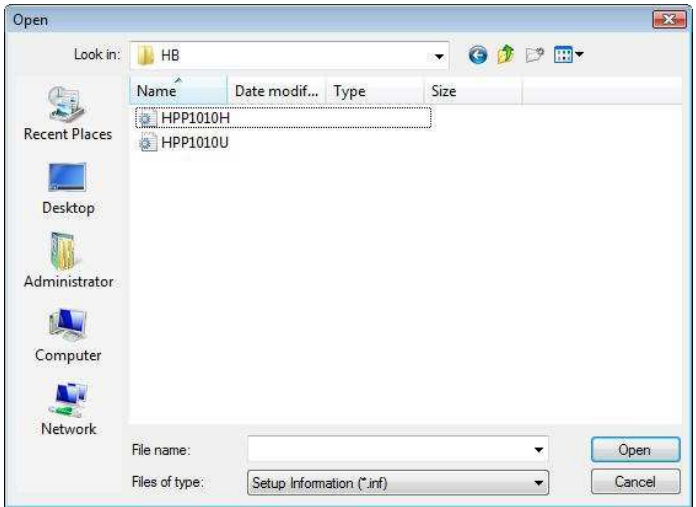 Open
Look in: HB
Name Date modif... Type Size
HPP1010H
HPP1010U
Recent Places
Desktop
Administrator
Computer
Network
File name: Open
Files of type: Setup Information (*.inf) Cancel